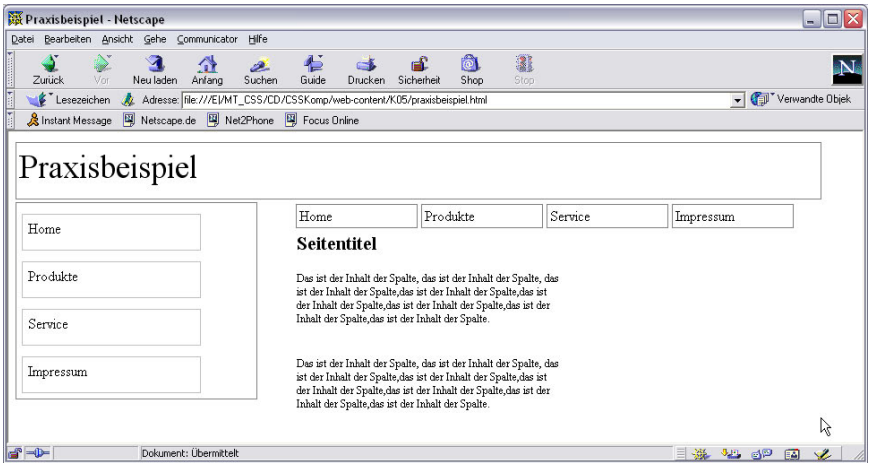 Praxisbeispiel - Netscape
Datei Bearbeiten Ansicht Gehe Communicator Hilfe
Zurück Vor Neu laden Anfang Suchen Guide Drucken Sicherheit Shop Stop
Lesezeichen Adresse: file:///E|/MT_CSS/CD/CSSKomp/web-content/K05/praxisbeispiel.html Verwandte Objek
Instant Message Netscape.de Net2Phone Focus Online
N
Praxisbeispiel
Home
Produkte
Service
Impressum
Home Produkte Service Impressum
Seitentitel
Das ist der Inhalt der Spalte, das ist der Inhalt der Spalte, das
ist der Inhalt der Spalte,das ist der Inhalt der Spalte,das ist
der Inhalt der Spalte,das ist der Inhalt der Spalte,das ist der
Inhalt der Spalte,das ist der Inhalt der Spalte.
Das ist der Inhalt der Spalte, das ist der Inhalt der Spalte, das
ist der Inhalt der Spalte,das ist der Inhalt der Spalte,das ist
der Inhalt der Spalte,das ist der Inhalt der Spalte,das ist der
Inhalt der Spalte,das ist der Inhalt der Spalte.
Dokument: Übermittelt